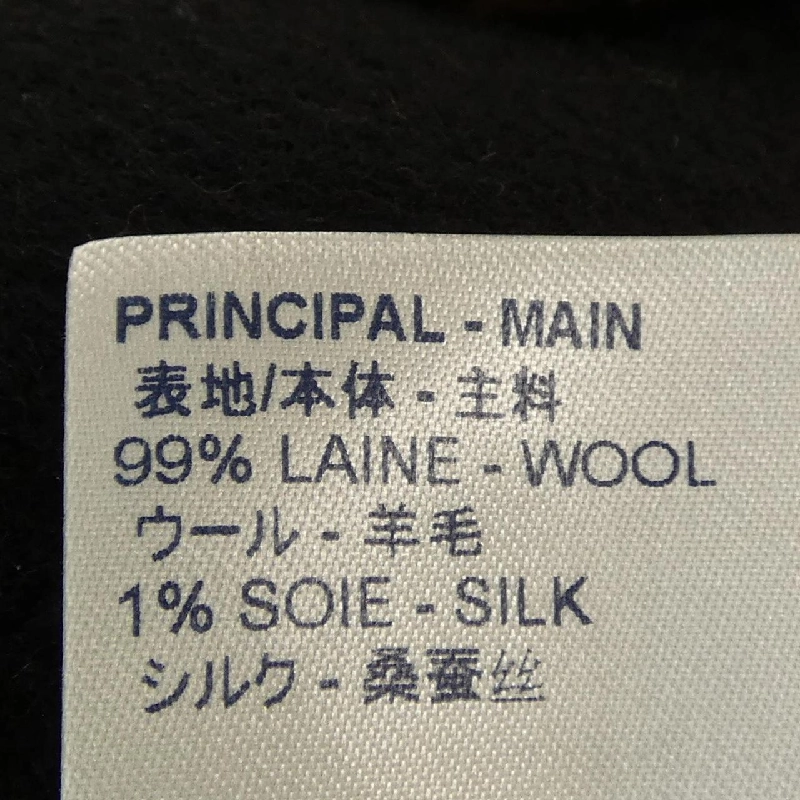 PRINCIPAL - MAIN
表地/本体 - 主料
99% LAINE - WOOL
ウール - 羊毛
1% SOIE - SILK
シルク - 桑蚕丝